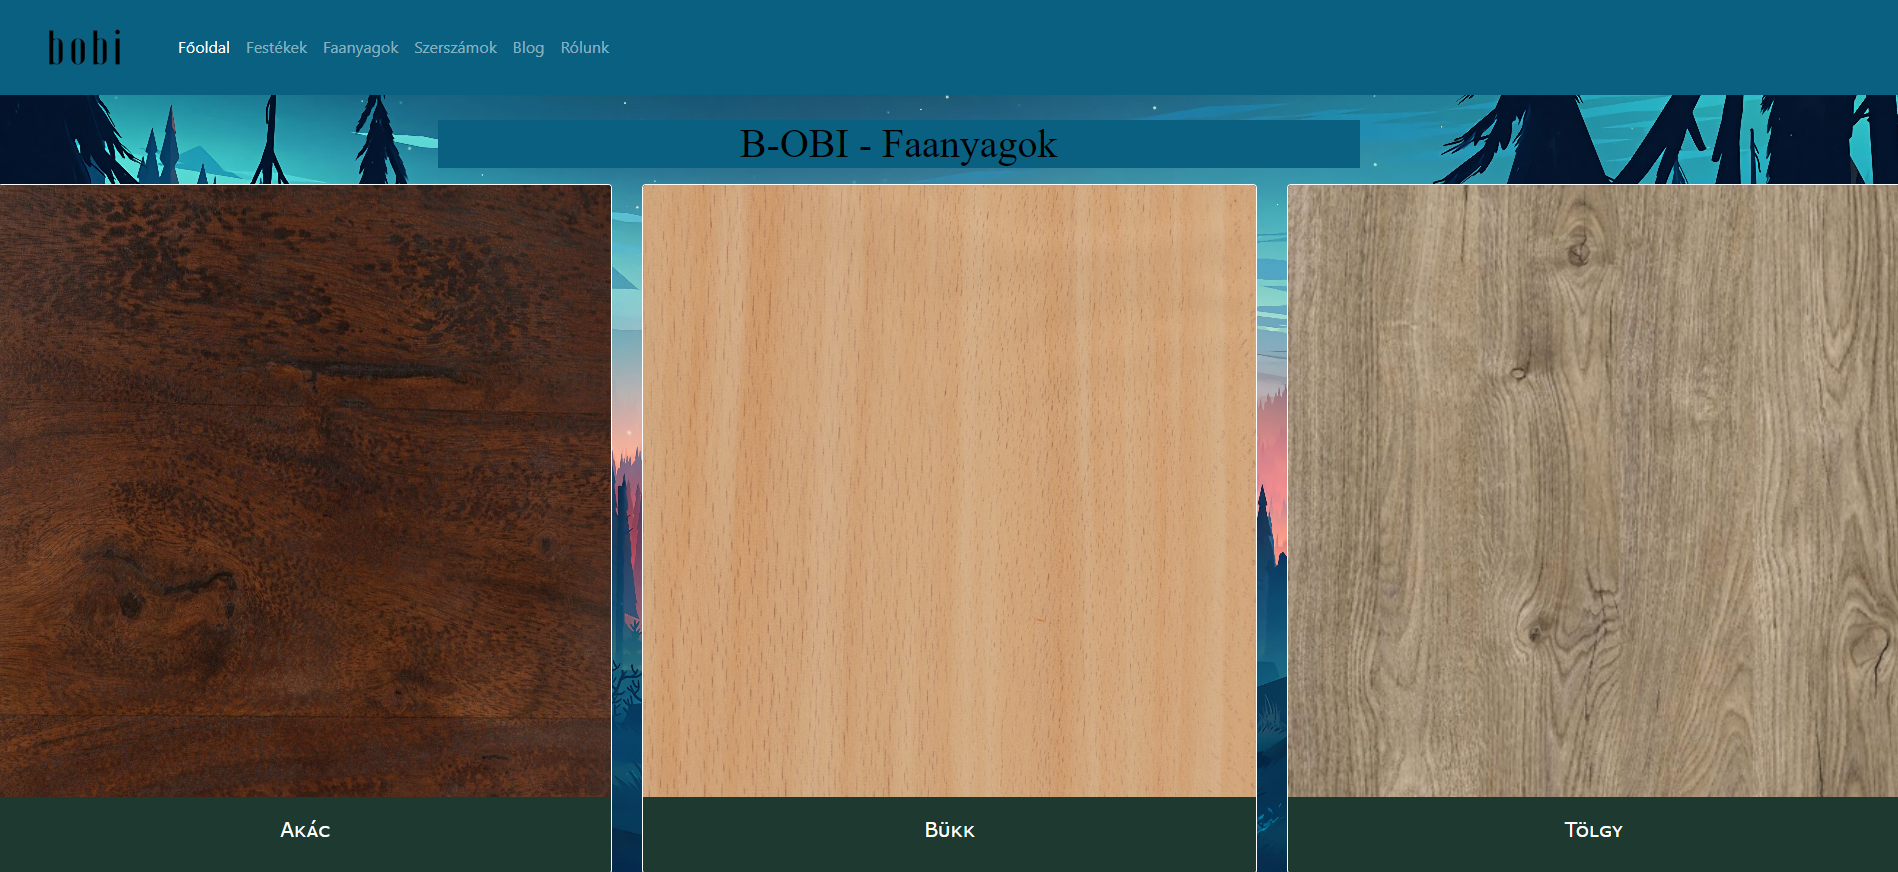 bobi
Főoldal Festékek Faanyagok Szerszámok Blog Rólunk
B-OBI - Faanyagok
Akác
Bükk
Tölgy